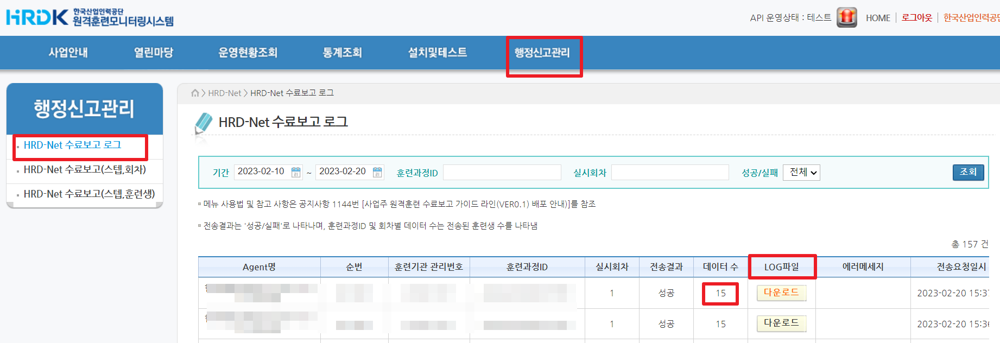 HRDK 한국산업인력공단
원격훈련모니터링시스템
API 운영상태 : 테스트 HOME 로그아웃 한국산업인력공단
사업안내 열린마당 운영현황조회 통계조회 설치및테스트 행정신고관리
행정신고관리
HRD-Net 수료보고 로그
HRD-Net 수료보고(스텝,회차)
HRD-Net 수료보고(스텝,훈련생)
HRD-Net HRD-Net 수료보고 로그
HRD-Net 수료보고 로그
기간 2023-02-10 ~ 2023-02-20 훈련과정ID 실시회차 성공/실패 전체 조회
메뉴 사용법 및 참고 사항은 공지사항 1144번 [사업주 원격훈련 수료보고 가이드 라인(VER0.1) 배포 안내)]를 참조
전송결과는 '성공/실패'로 나타나며, 훈련과정ID 및 회차별 데이터 수는 전송된 훈련생 수를 나타냄
총 157 건
Agent명 순번 훈련기관 관리번호 훈련과정ID 실시회차 전송결과 데이터 수 LOG파일 에러메세지 전송요청일시
1 성공 15 다운로드 2023-02-20 15:37
1 성공 15 다운로드 2023-02-20 15:36